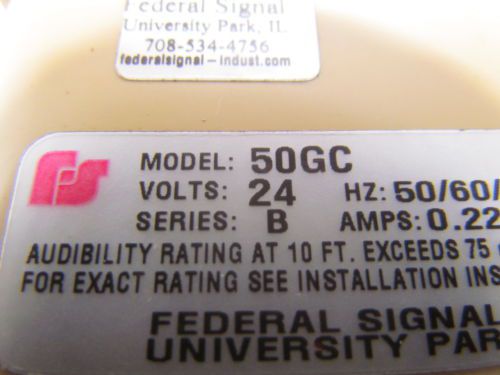 Federal Signal
University Park, IL
708-534-4756
federalsignal-indust.com
FS
MODEL: 50GC
VOLTS: 24 HZ: 50/60/
SERIES: B AMPS: 0.22
AUDIBILITY RATING AT 10 FT. EXCEEDS 75
FOR EXACT RATING SEE INSTALLATION INS
FEDERAL SIGNAL
UNIVERSITY PAR